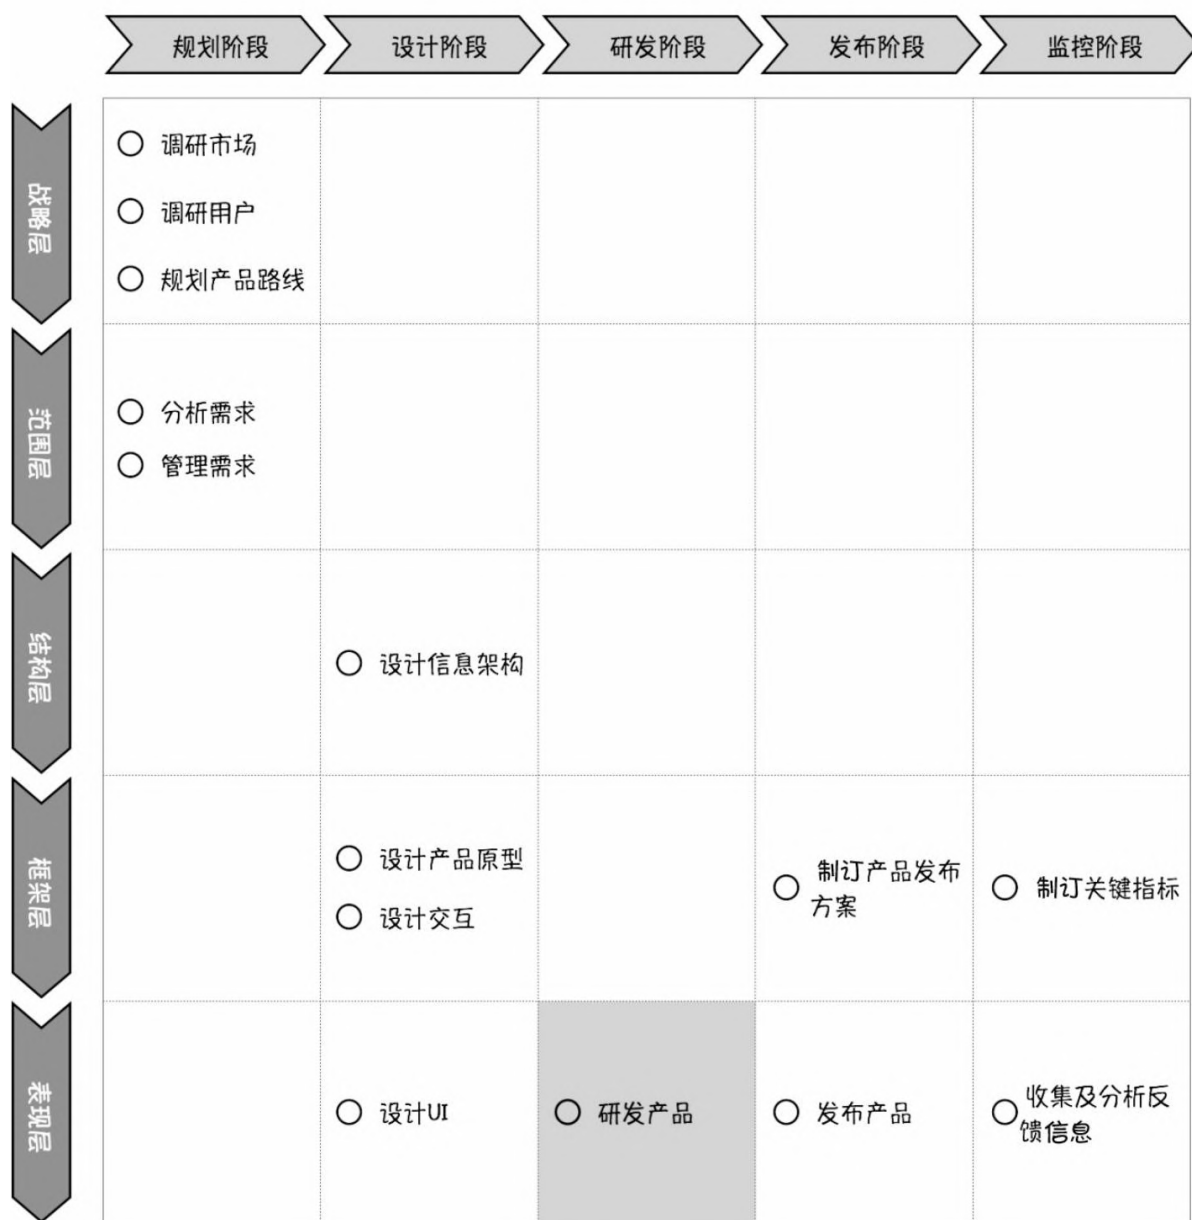 规划阶段
设计阶段
研发阶段
发布阶段
监控阶段
战略层
调研市场
调研用户
规划产品路线
范围层
分析需求
管理需求
结构层
设计信息架构
框架层
设计产品原型
设计交互
制订产品发布
方案
制订关键指标
表现层
设计UI
研发产品
发布产品
收集及分析反
馈信息